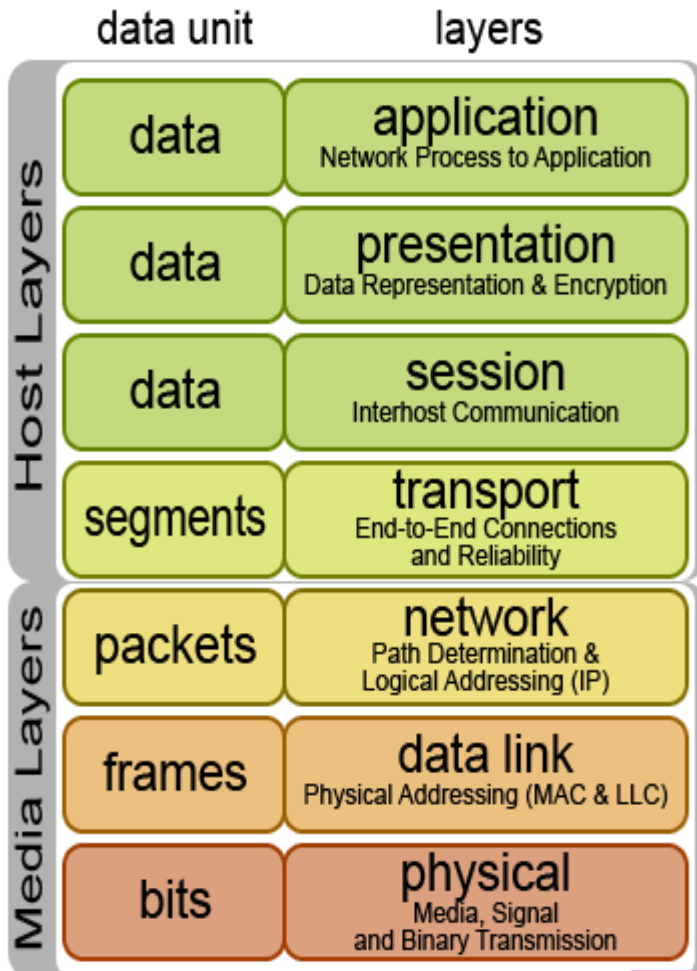 data unit
layers
Host Layers
data
application
Network Process to Application
data
presentation
Data Representation & Encryption
data
session
Interhost Communication
segments
transport
End-to-End Connections
and Reliability
Media Layers
packets
network
Path Determination &
Logical Addressing (IP)
frames
data link
Physical Addressing (MAC & LLC)
bits
physical
Media, Signal
and Binary Transmission